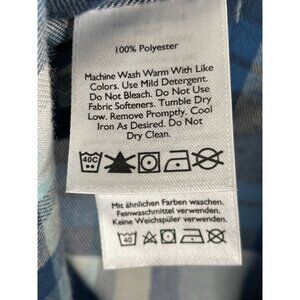 100% Polyester
Machine Wash Warm With Like
Colors. Use Mild Detergent.
Do Not Bleach. Do Not Use
Fabric Softeners. Tumble Dry
Low. Remove Promptly. Cool
Iron As Desired. Do Not
Dry Clean.
40C
Mit ähnlichen Farben waschen.
Feinwaschmittel verwenden.
Keine Weichspüler verwenden.
40